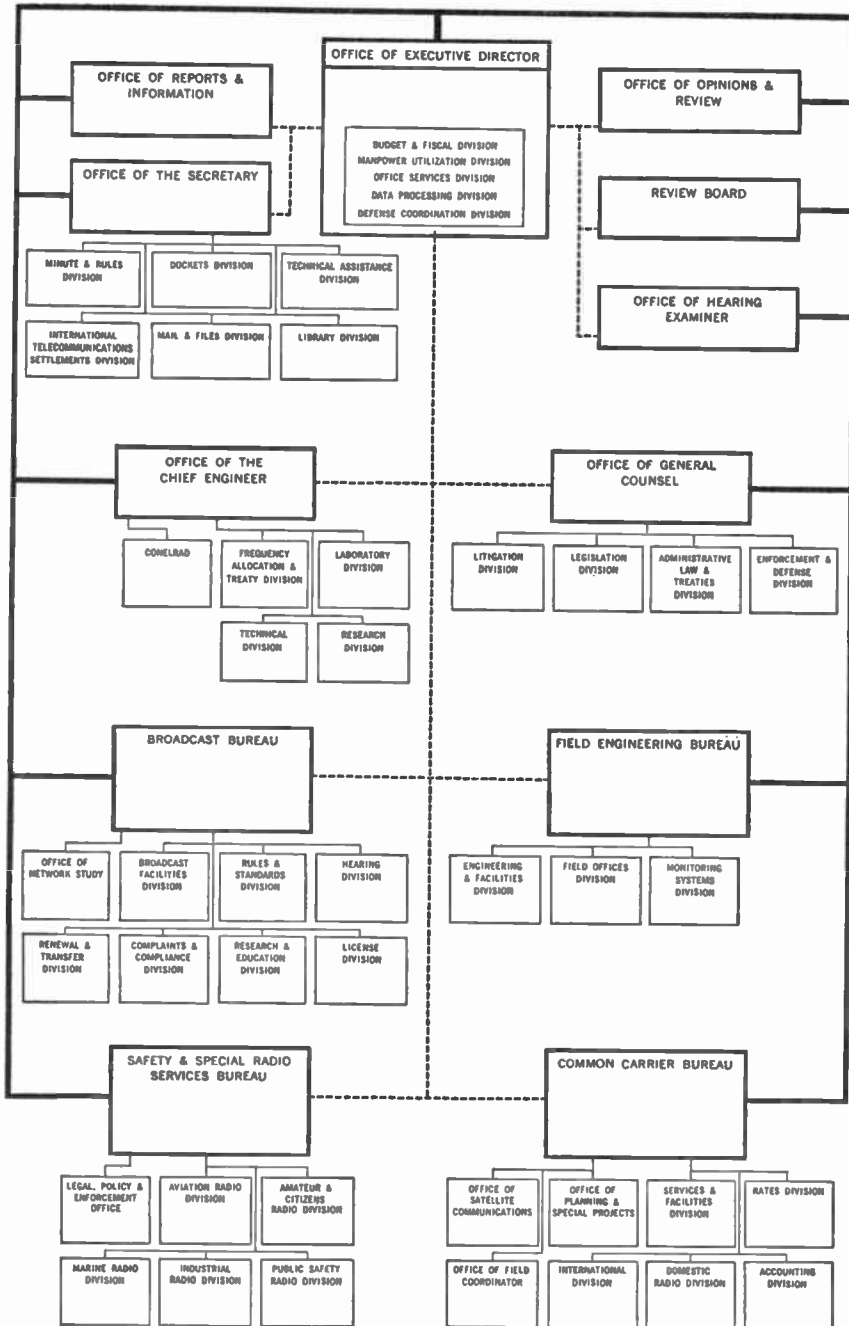 OFFICE OF EXECUTIVE DIRECTOR
BUDGET & FISCAL DIVISION
MANPOWER UTILIZATION DIVISION
OFFICE SERVICES DIVISION
DATA PROCESSING DIVISION
DEFENSE COORDINATION DIVISION
OFFICE OF REPORTS &
INFORMATION
OFFICE OF THE SECRETARY
OFFICE OF OPINIONS &
REVIEW
REVIEW BOARD
OFFICE OF HEARING
EXAMINER
MINUTE & RULES
DIVISION
DOCKETS DIVISION
TECHNICAL ASSISTANCE
DIVISION
INTERNATIONAL
TELECOMMUNICATIONS
SETTLEMENTS DIVISION
MAIL & FILES DIVISION
LIBRARY DIVISION
OFFICE OF THE
CHIEF ENGINEER
CONELRAD
FREQUENCY
ALLOCATION &
TREATY DIVISION
LABORATORY
DIVISION
TECHNICAL
DIVISION
RESEARCH
DIVISION
OFFICE OF GENERAL
COUNSEL
LITIGATION
DIVISION
LEGISLATION
DIVISION
ADMINISTRATIVE
LAW &
TREATIES
DIVISION
ENFORCEMENT &
DEFENSE
DIVISION
BROADCAST BUREAU
OFFICE OF
NETWORK STUDY
BROADCAST
FACILITIES
DIVISION
RULES &
STANDARDS
DIVISION
HEARING
DIVISION
RENEWAL &
TRANSFER
DIVISION
COMPLAINTS &
COMPLIANCE
DIVISION
RESEARCH &
EDUCATION
DIVISION
LICENSE
DIVISION
FIELD ENGINEERING BUREAU
ENGINEERING
& FACILITIES
DIVISION
FIELD OFFICES
DIVISION
MONITORING
SYSTEMS
DIVISION
SAFETY & SPECIAL RADIO
SERVICES BUREAU
LEGAL, POLICY &
ENFORCEMENT
OFFICE
AVIATION RADIO
DIVISION
AMATEUR &
CITIZENS
RADIO DIVISION
MARINE RADIO
DIVISION
INDUSTRIAL
RADIO DIVISION
PUBLIC SAFETY
RADIO DIVISION
COMMON CARRIER BUREAU
OFFICE OF
SATELLITE
COMMUNICATIONS
OFFICE OF
PLANNING &
SPECIAL PROJECTS
SERVICES &
FACILITIES
DIVISION
RATES DIVISION
OFFICE OF FIELD
COORDINATOR
INTERNATIONAL
DIVISION
DOMESTIC
RADIO DIVISION
ACCOUNTING
DIVISION